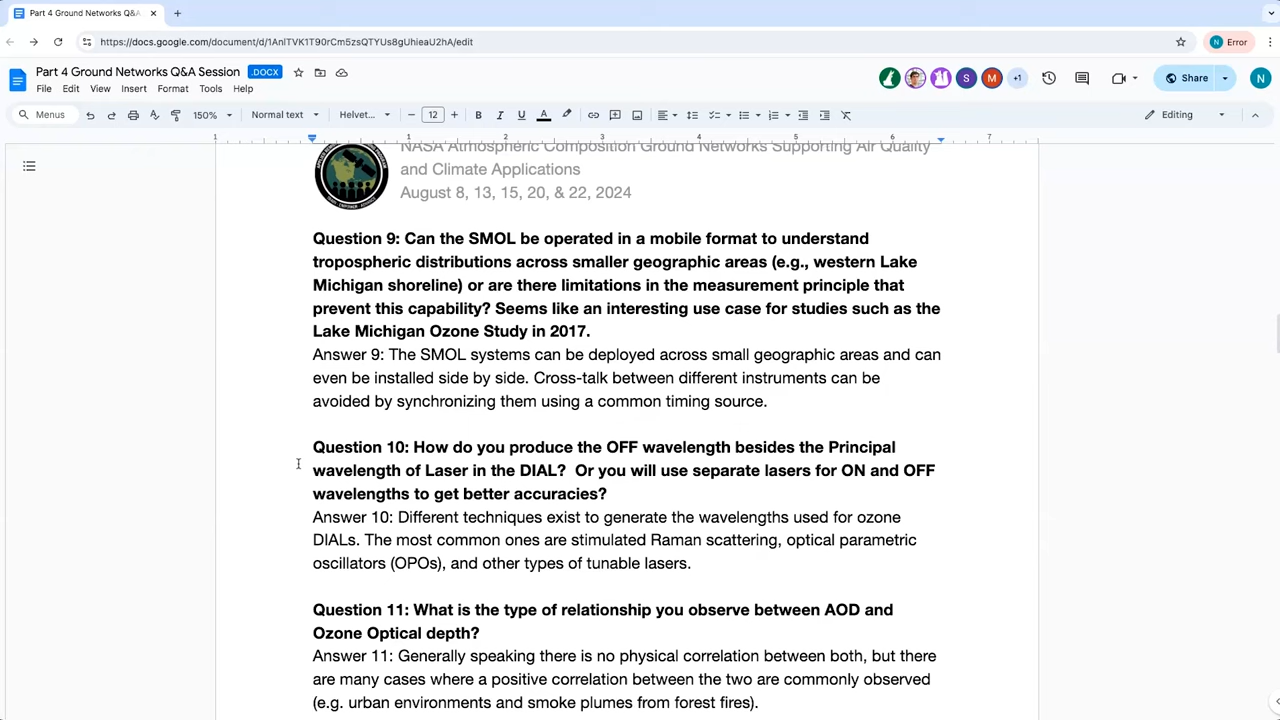 Part 4 Ground Networks Q&A
https://docs.google.com/document/d/1AnlTVK1T90rCm5zsQTYUs8gUhieaU2hA/edit
N Error
Part 4 Ground Networks Q&A Session .DOCX
S M +1 Share N
File Edit View Insert Format Tools Help
Menus 150% Normal text Helvet... 12 B I U A Editing
1 1 2 3 4 5 6 7
NASA Atmospheric Composition Ground Networks Supporting Air Quality
and Climate Applications
August 8, 13, 15, 20, & 22, 2024
Question 9: Can the SMOL be operated in a mobile format to understand
tropospheric distributions across smaller geographic areas (e.g., western Lake
Michigan shoreline) or are there limitations in the measurement principle that
prevent this capability? Seems like an interesting use case for studies such as the
Lake Michigan Ozone Study in 2017.
Answer 9: The SMOL systems can be deployed across small geographic areas and can
even be installed side by side. Cross-talk between different instruments can be
avoided by synchronizing them using a common timing source.
Question 10: How do you produce the OFF wavelength besides the Principal
wavelength of Laser in the DIAL?  Or you will use separate lasers for ON and OFF
wavelengths to get better accuracies?
Answer 10: Different techniques exist to generate the wavelengths used for ozone
DIALs. The most common ones are stimulated Raman scattering, optical parametric
oscillators (OPOs), and other types of tunable lasers.
Question 11: What is the type of relationship you observe between AOD and
Ozone Optical depth?
Answer 11: Generally speaking there is no physical correlation between both, but there
are many cases where a positive correlation between the two are commonly observed
(e.g. urban environments and smoke plumes from forest fires).